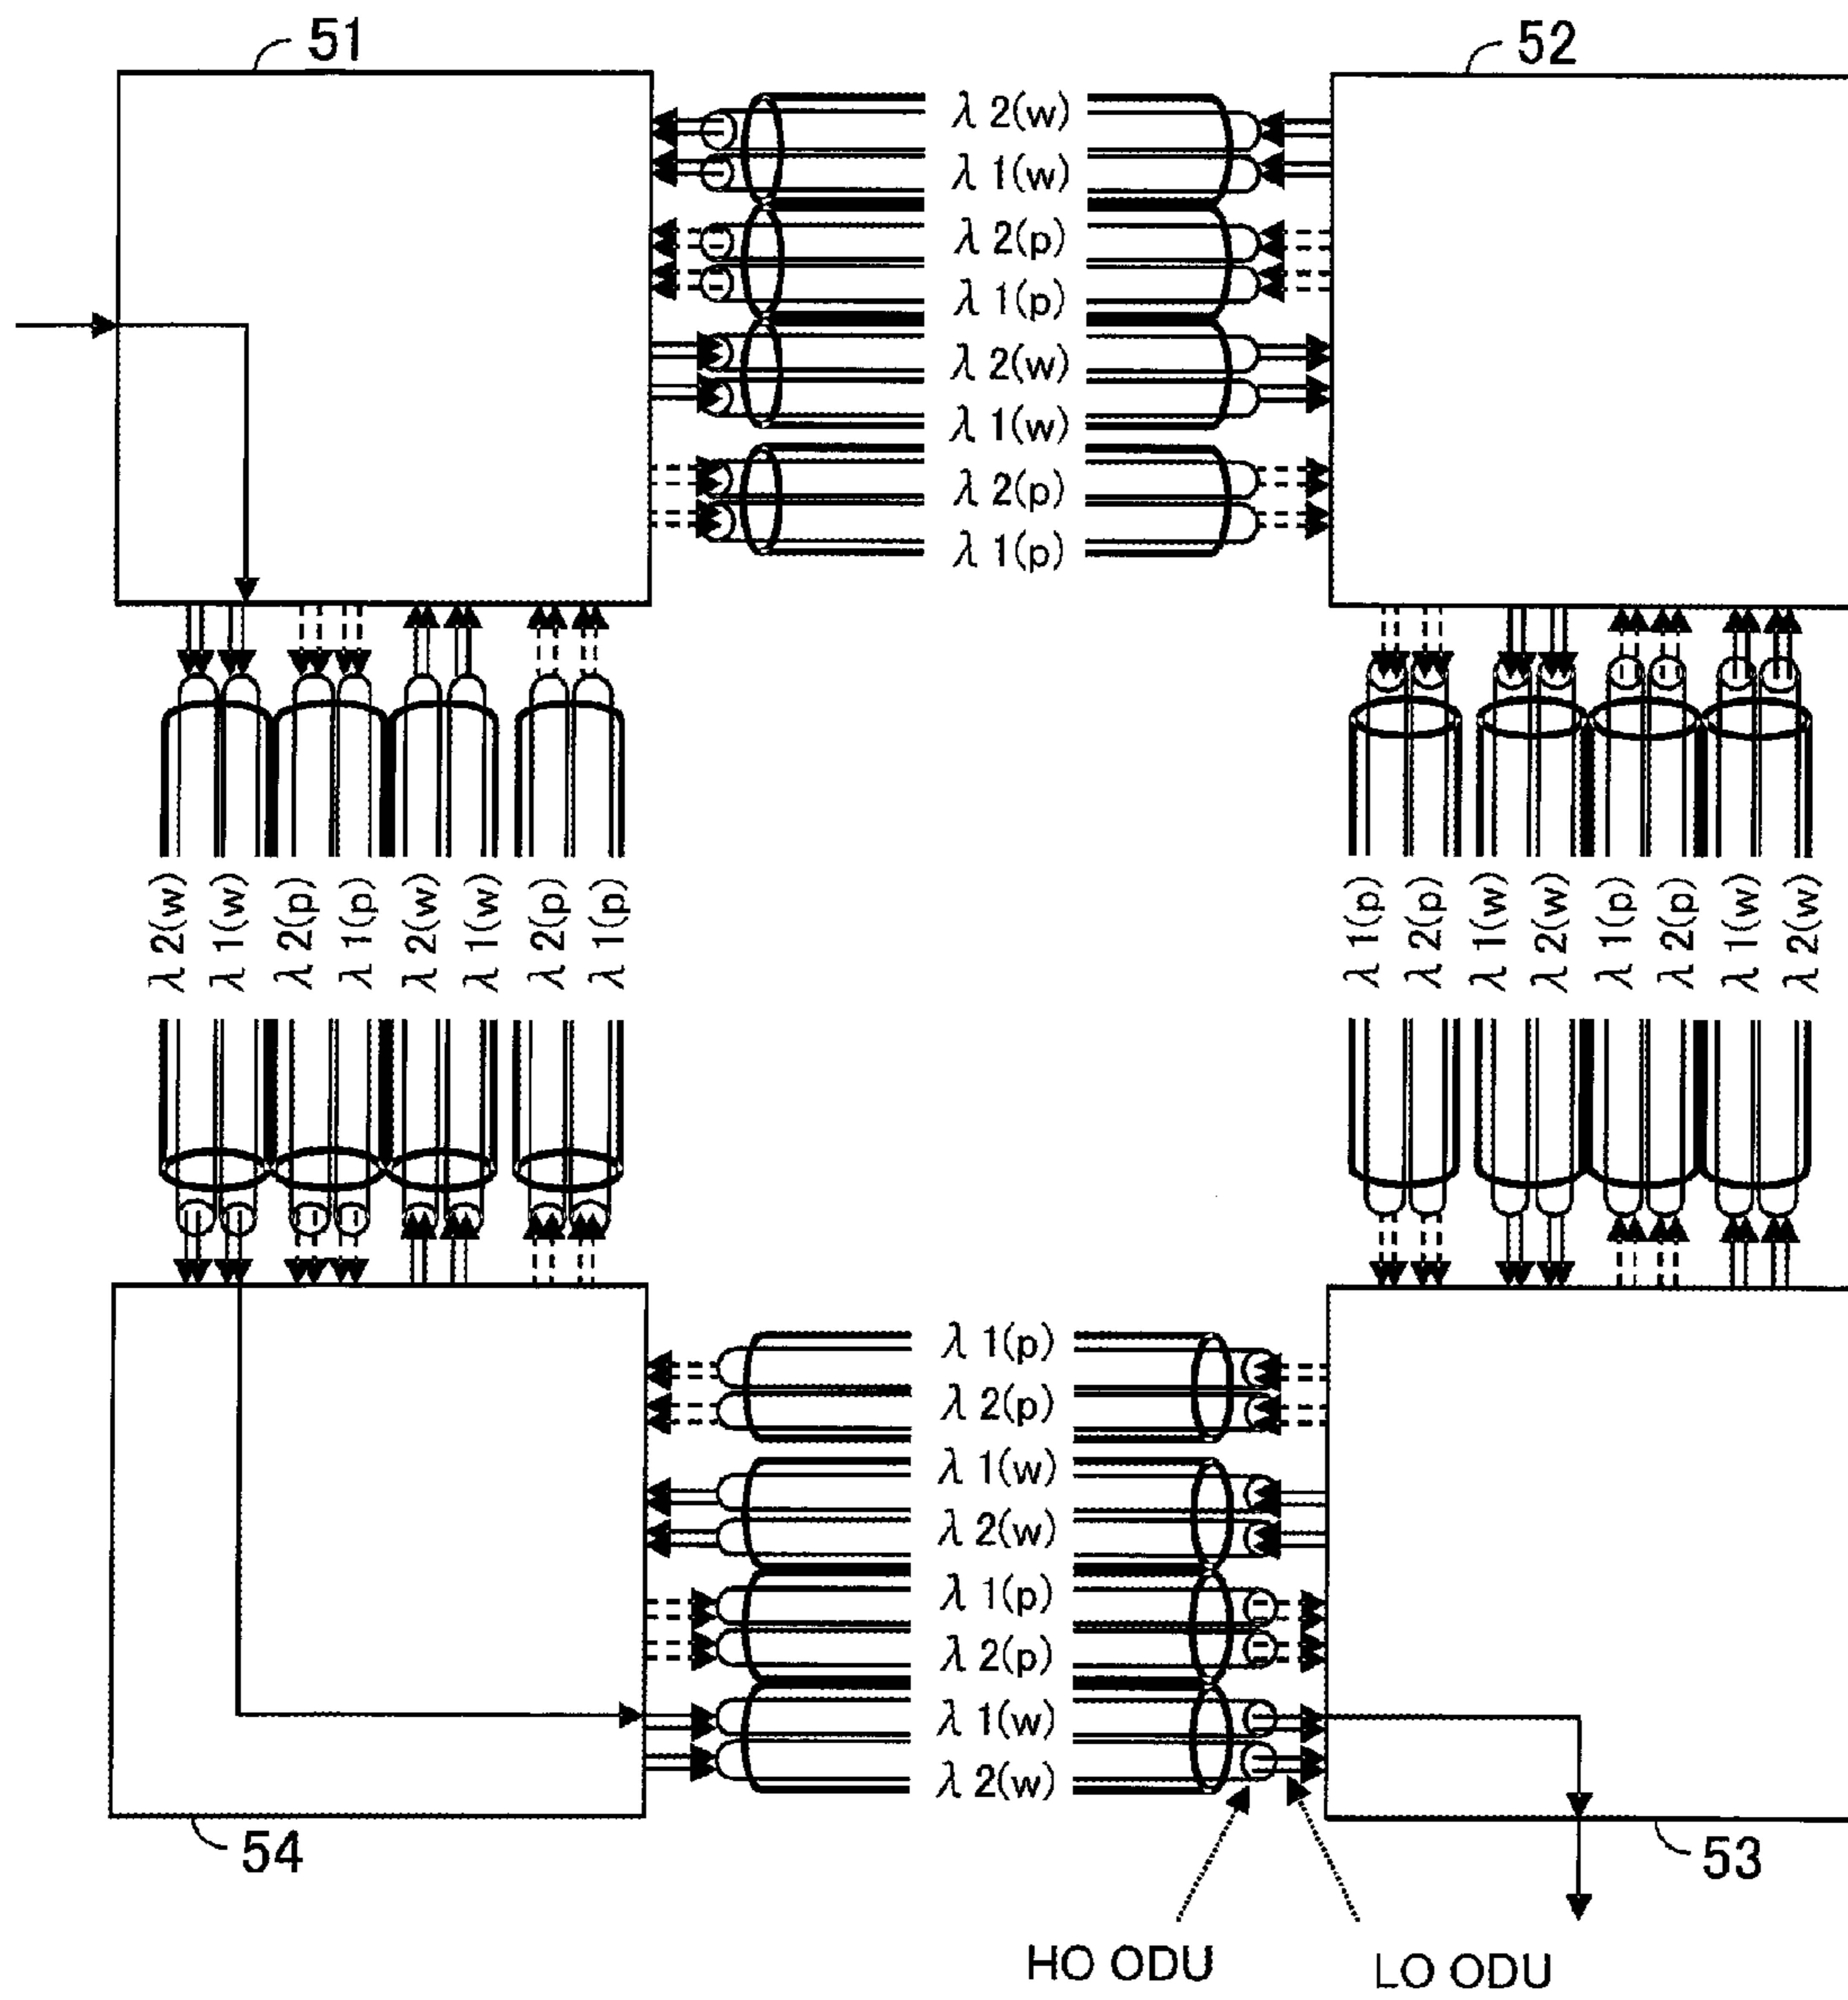 51
52
λ 2(w)
λ 1(w)
λ 2(p)
λ 1(p)
λ 2(w)
λ 1(w)
λ 2(p)
λ 1(p)
λ 2(w)
λ 1(w)
λ 2(p)
λ 1(p)
λ 2(w)
λ 1(w)
λ 2(p)
λ 1(p)
λ 1(p)
λ 2(p)
λ 1(w)
λ 2(w)
λ 1(p)
λ 2(p)
λ 1(w)
λ 2(w)
λ 1(p)
λ 2(p)
λ 1(w)
λ 2(w)
λ 1(p)
λ 2(p)
λ 1(w)
λ 2(w)
54
53
HO ODU
LO ODU